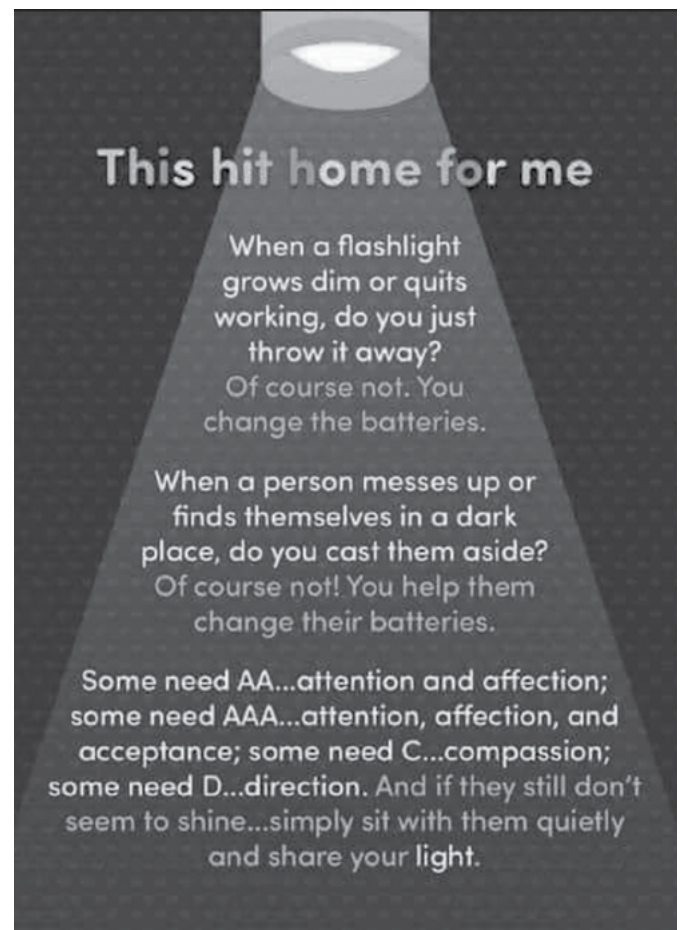 This hit home for me
When a flashlight
grows dim or quits
working, do you just
throw it away?
Of course not. You
change the batteries.
When a person messes up or
finds themselves in a dark
place, do you cast them aside?
Of course not! You help them
change their batteries.
Some need AA...attention and affection;
some need AAA...attention, affection, and
acceptance; some need C...compassion;
some need D...direction. And if they still don't
seem to shine...simply sit with them quietly
and share your light.